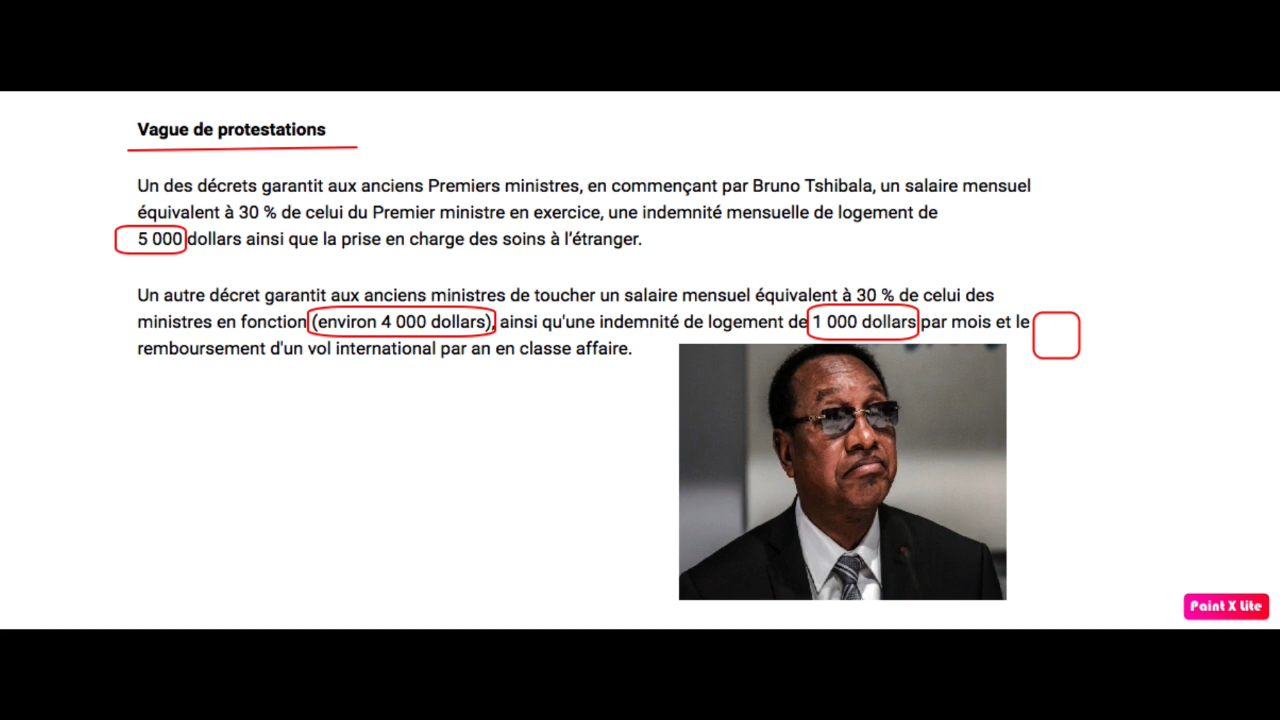 Vague de protestations
Un des décrets garantit aux anciens Premiers ministres, en commençant par Bruno Tshibala, un salaire mensuel
équivalent à 30 % de celui du Premier ministre en exercice, une indemnité mensuelle de logement de
5 000 dollars ainsi que la prise en charge des soins à l’étranger.
Un autre décret garantit aux anciens ministres de toucher un salaire mensuel équivalent à 30 % de celui des
ministres en fonction (environ 4 000 dollars), ainsi qu'une indemnité de logement de 1 000 dollars par mois et le
remboursement d'un vol international par an en classe affaire.
Paint X Lite